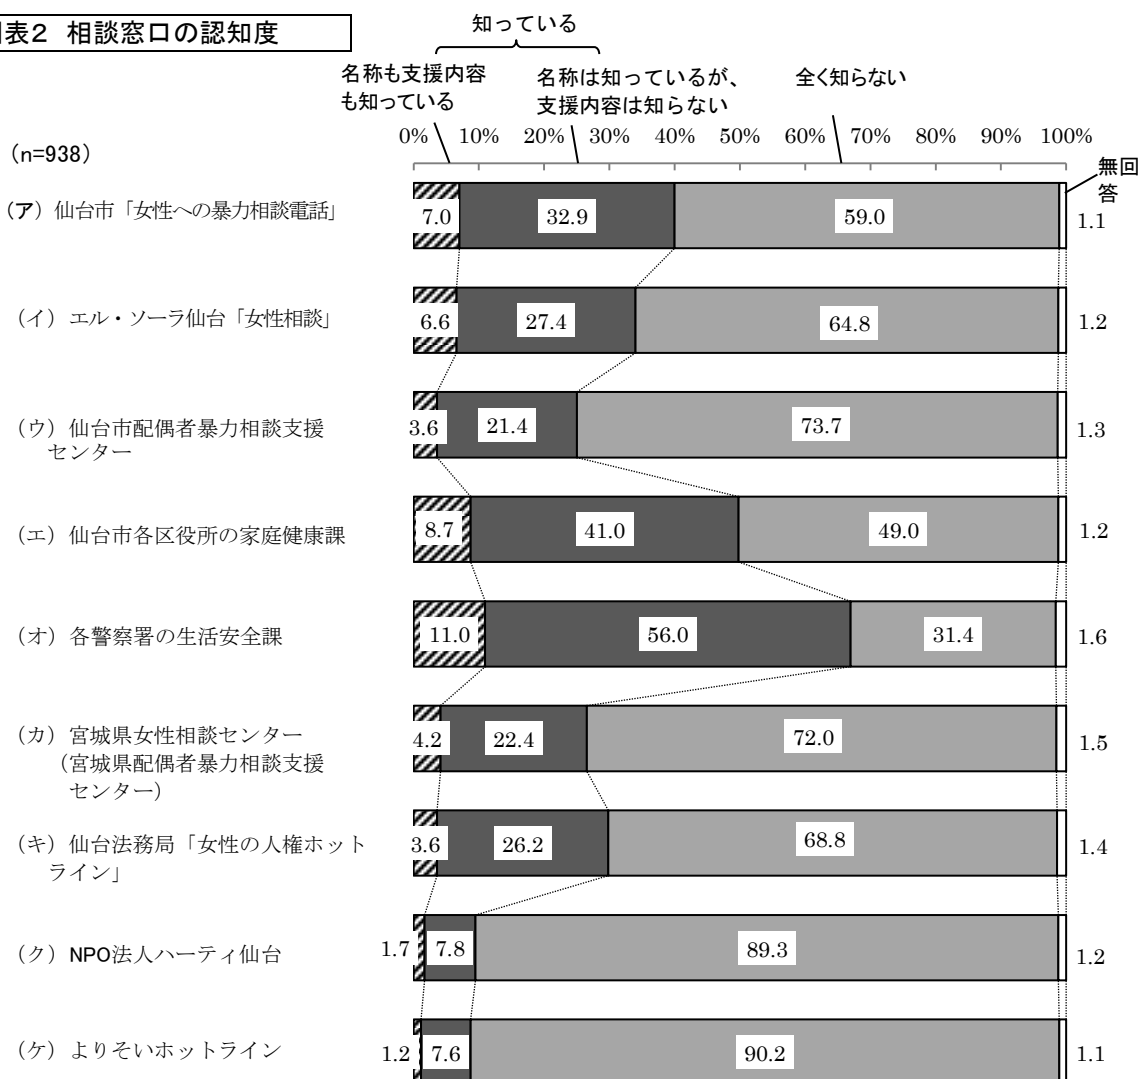 表2 相談窓口の認知度
知っている
名称も支援内容
も知っている
名称は知っているが、
支援内容は知らない
全く知らない
0% 10% 20% 30% 40% 50% 60% 70% 80% 90% 100%
（n=938）
無回
答
（ア）仙台市「女性への暴力相談電話」 7.0 32.9 59.0 1.1
（イ）エル・ソーラ仙台「女性相談」 6.6 27.4 64.8 1.2
（ウ）仙台市配偶者暴力相談支援 3.6 21.4 73.7 1.3
センター
（エ）仙台市各区役所の家庭健康課 8.7 41.0 49.0 1.2
（オ）各警察署の生活安全課 11.0 56.0 31.4 1.6
（カ）宮城県女性相談センター 4.2 22.4 72.0 1.5
（宮城県配偶者暴力相談支援
センター）
（キ）仙台法務局「女性の人権ホット 3.6 26.2 68.8 1.4
ライン」
（ク）NPO法人ハーティ仙台 1.7 7.8 89.3 1.2
（ケ）よりそいホットライン 1.2 7.6 90.2 1.1